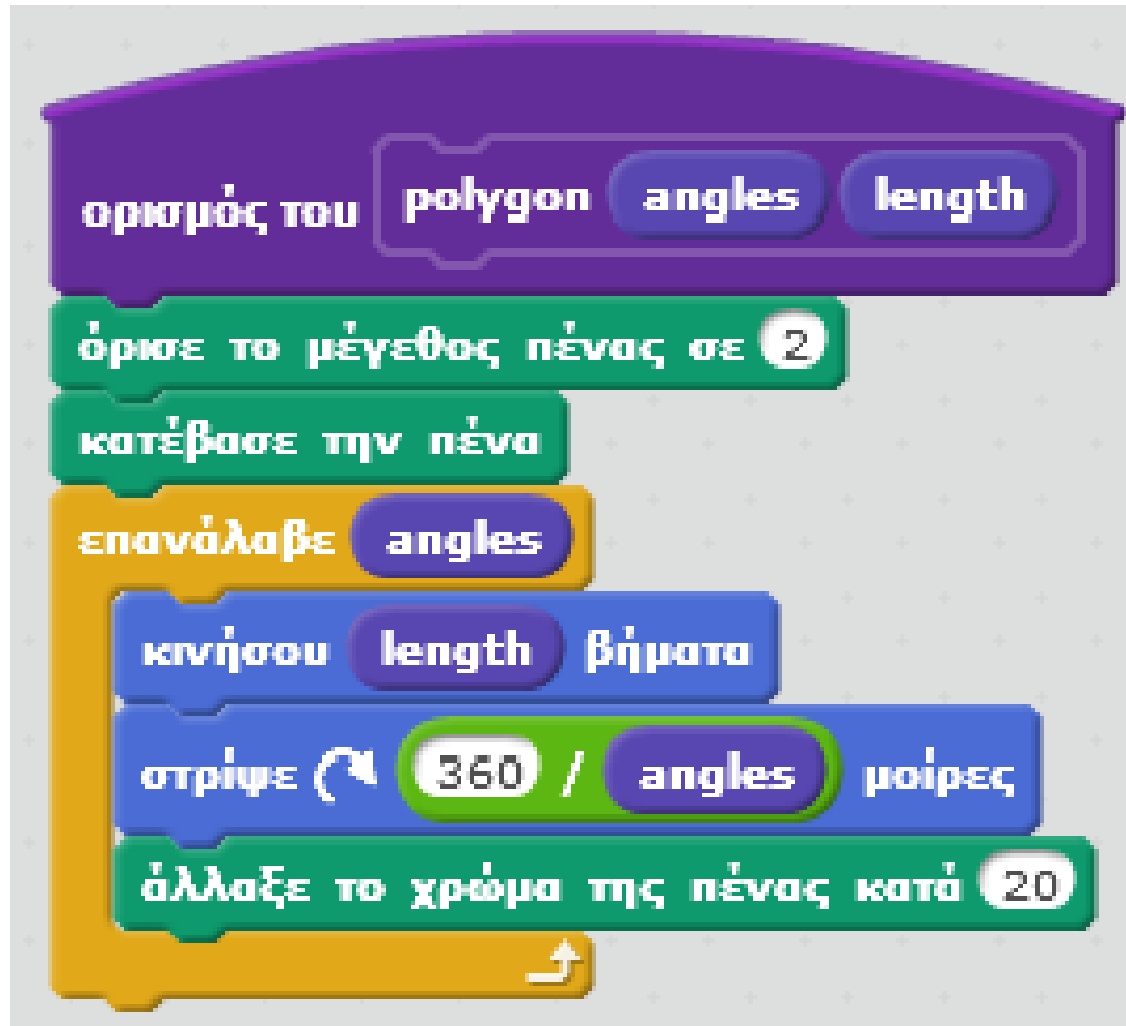 ορισμός του polygon angles length
όρισε το μέγεθος πένας σε 2
κατέβασε την πένα
επανάλαβε angles
κινήσου length βήματα
στρίψε 360 / angles μοίρες
άλλαξε το χρώμα της πένας κατά 20